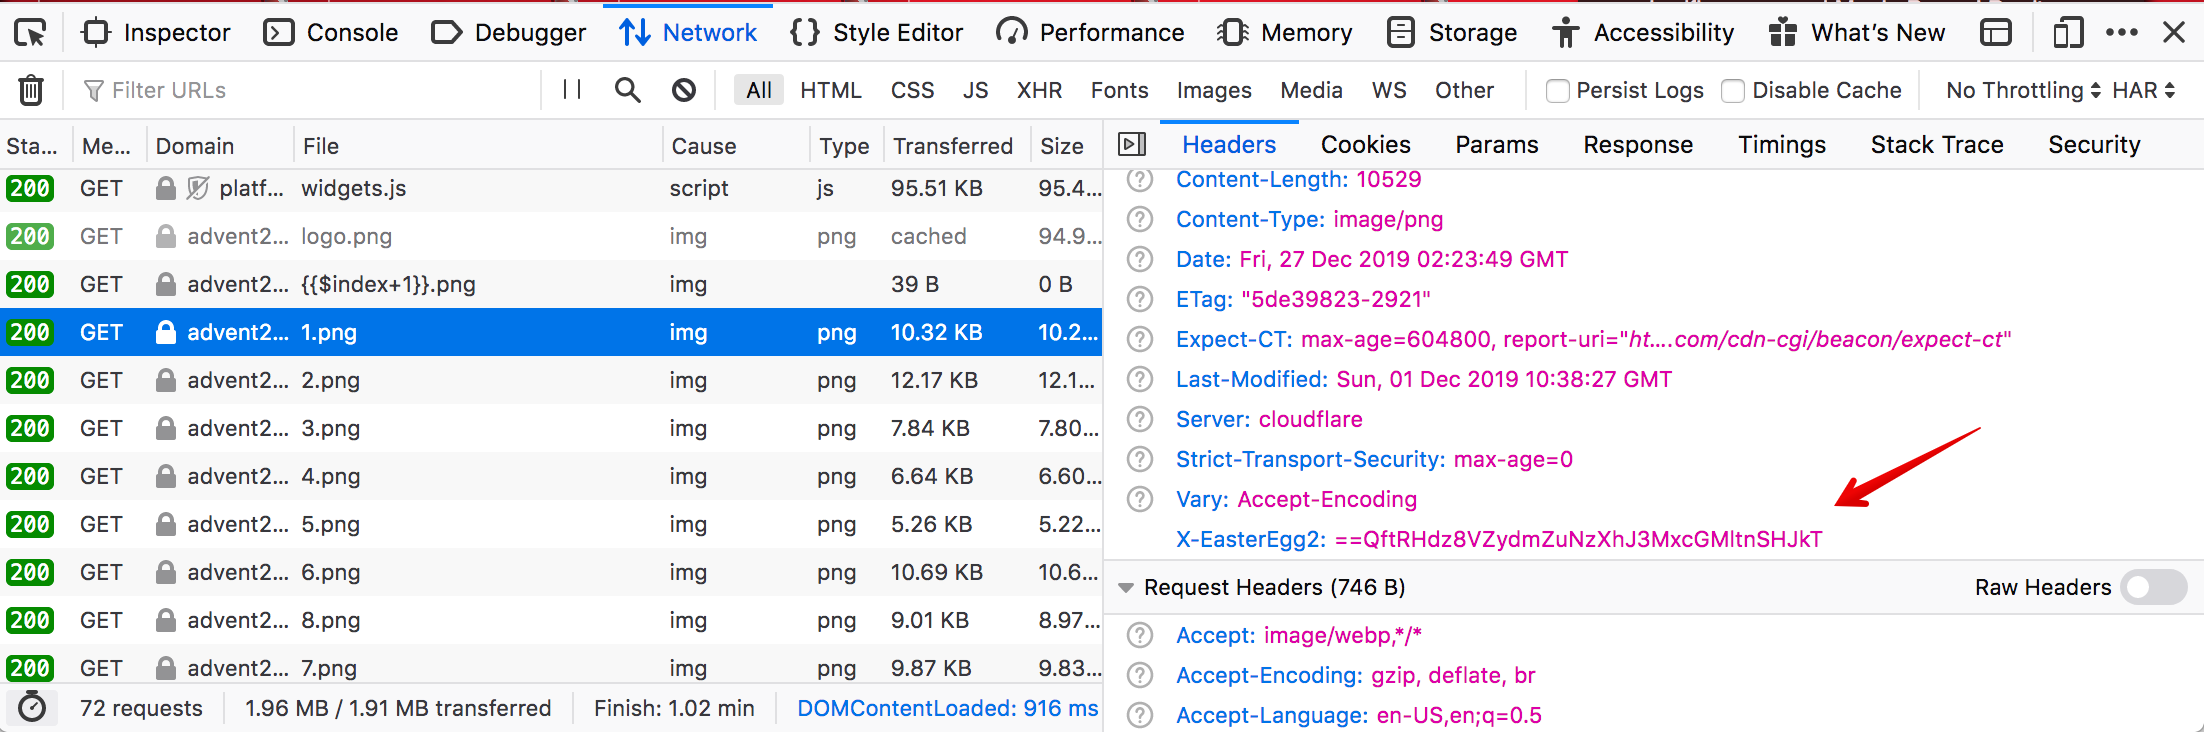 Inspector Console Debugger Network Style Editor Performance Memory Storage Accessibility What's New
Filter URLs All HTML CSS JS XHR Fonts Images Media WS Other Persist Logs Disable Cache No Throttling HAR
Sta... Me... Domain File Cause Type Transferred Size
200 GET platf... widgets.js script js 95.51 KB 95.4...
200 GET advent2... logo.png img png cached 94.9...
200 GET advent2... {{$index+1}}.png img 39 B 0 B
200 GET advent2... 1.png img png 10.32 KB 10.2...
200 GET advent2... 2.png img png 12.17 KB 12.1...
200 GET advent2... 3.png img png 7.84 KB 7.80...
200 GET advent2... 4.png img png 6.64 KB 6.60...
200 GET advent2... 5.png img png 5.26 KB 5.22...
200 GET advent2... 6.png img png 10.69 KB 10.6...
200 GET advent2... 8.png img png 9.01 KB 8.97...
200 GET advent2... 7.png img png 9.87 KB 9.83...
72 requests 1.96 MB / 1.91 MB transferred Finish: 1.02 min DOMContentLoaded: 916 ms
Headers Cookies Params Response Timings Stack Trace Security
Content-Length: 10529
Content-Type: image/png
Date: Fri, 27 Dec 2019 02:23:49 GMT
ETag: "5de39823-2921"
Expect-CT: max-age=604800, report-uri="ht....com/cdn-cgi/beacon/expect-ct"
Last-Modified: Sun, 01 Dec 2019 10:38:27 GMT
Server: cloudflare
Strict-Transport-Security: max-age=0
Vary: Accept-Encoding
X-EasterEgg2: ==QftRHdz8VZydmZuNzXhJ3MxcGMltnSHJkT
Request Headers (746 B) Raw Headers
Accept: image/webp,*/*
Accept-Encoding: gzip, deflate, br
Accept-Language: en-US,en;q=0.5